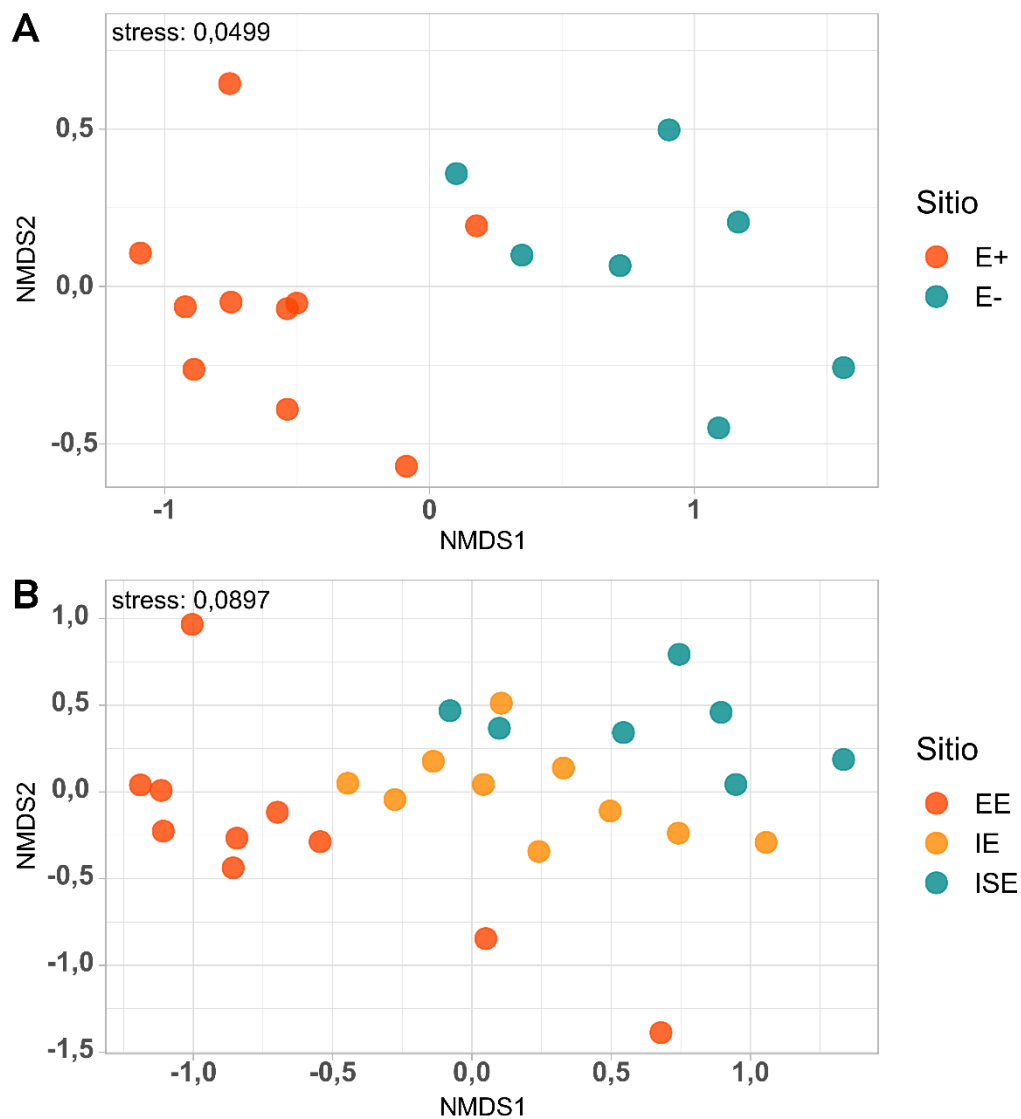 A
stress: 0,0499
0,5
0,0
-0,5
NMDS2
-1 0 1
NMDS1
Sitio
E+
E-
B
stress: 0,0897
1,0
0,5
0,0
-0,5
-1,0
-1,5
NMDS2
-1,0 -0,5 0,0 0,5 1,0
NMDS1
Sitio
EE
IE
ISE